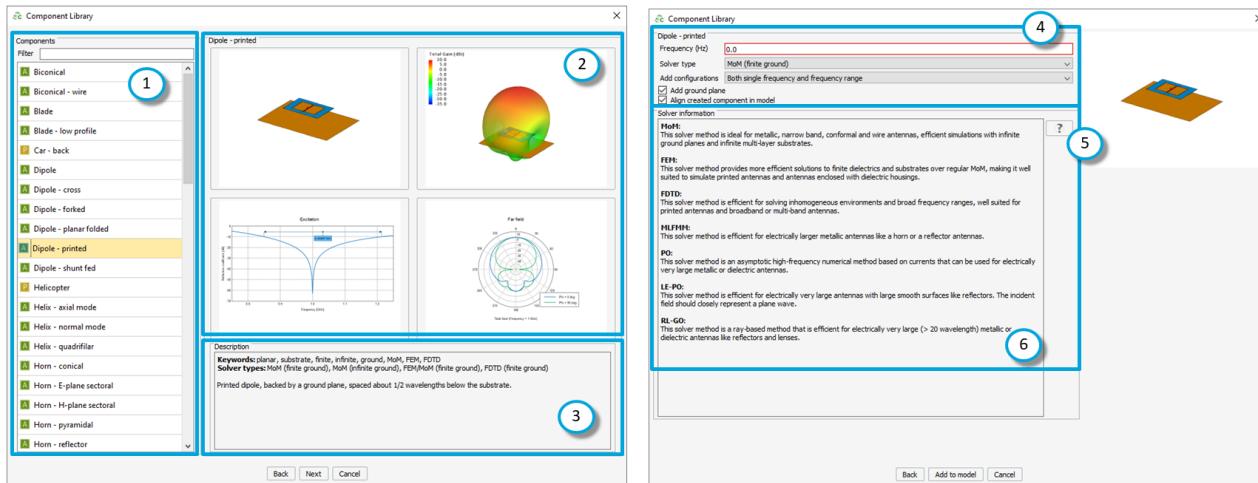 Component Library
Components
Filter
Biconical
Biconical - wire
Blade
Blade - low profile
Car - back
Dipole
Dipole - cross
Dipole - forked
Dipole - planar folded
Dipole - printed
Dipole - shunt fed
Helicopter
Helix - axial mode
Helix - normal mode
Helix - quadrifilar
Horn - conical
Horn - E-plane sectoral
Horn - H-plane sectoral
Horn - pyramidal
Horn - reflector
1
Dipole - printed
2
Total Gain [dBi]
Excitation
Frequency [GHz]
Far field
Phi = 0 deg
Phi = 90 deg
Total Gain (Frequency = 1 GHz)
Description
Keywords: planar, substrate, finite, infinite, ground, MoM, FEM, FDTD
Solver types: MoM (finite ground), MoM (infinite ground), FEM/MoM (finite ground), FDTD (finite ground)
Printed dipole, backed by a ground plane, spaced about 1/2 wavelengths below the substrate.
3
Back Next Cancel
Component Library
4
Dipole - printed
Frequency (Hz) 0.0
Solver type MoM (finite ground)
Add configurations Both single frequency and frequency range
Add ground plane
Align created component in model
Solver information
?
5
MoM:
This solver method is ideal for metallic, narrow band, conformal and wire antennas, efficient simulations with infinite
ground planes and infinite multi-layer substrates.
FEM:
This solver method provides more efficient solutions to finite dielectrics and substrates over regular MoM, making it well
suited to simulate printed antennas and antennas enclosed with dielectric housings.
FDTD:
This solver method is efficient for solving inhomogeneous environments and broad frequency ranges, well suited for
printed antennas and broadband or multi-band antennas.
MLFMM:
This solver method is efficient for electrically larger metallic antennas like a horn or a reflector antennas.
PO:
This solver method is an asymptotic high-frequency numerical method based on currents that can be used for electrically
very large metallic or dielectric antennas.
LE-PO:
This solver method is efficient for electrically very large antennas with large smooth surfaces like reflectors. The incident
field should closely represent a plane wave.
RL-GO:
This solver method is a ray-based method that is efficient for electrically very large (> 20 wavelength) metallic or
dielectric antennas like reflectors and lenses.
6
Back Add to model Cancel